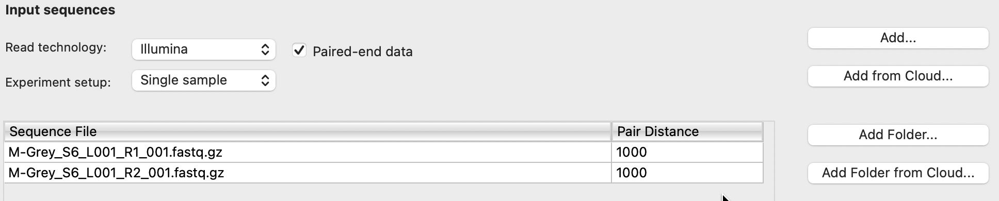 Input sequences
Read technology: Illumina Paired-end data
Experiment setup: Single sample
Add...
Add from Cloud...
Sequence File Pair Distance
M-Grey_S6_L001_R1_001.fastq.gz 1000
M-Grey_S6_L001_R2_001.fastq.gz 1000
Add Folder...
Add Folder from Cloud...